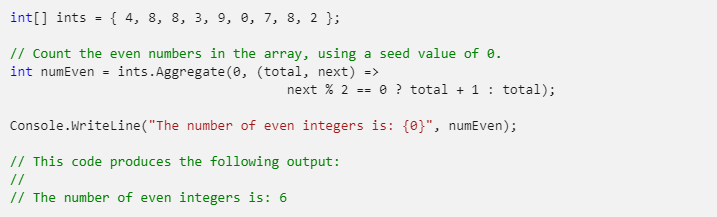 int[] ints = { 4, 8, 8, 3, 9, 0, 7, 8, 2 };
// Count the even numbers in the array, using a seed value of 0.
int numEven = ints.Aggregate(0, (total, next) =>
next % 2 == 0 ? total + 1 : total);
Console.WriteLine("The number of even integers is: {0}", numEven);
// This code produces the following output:
//
// The number of even integers is: 6